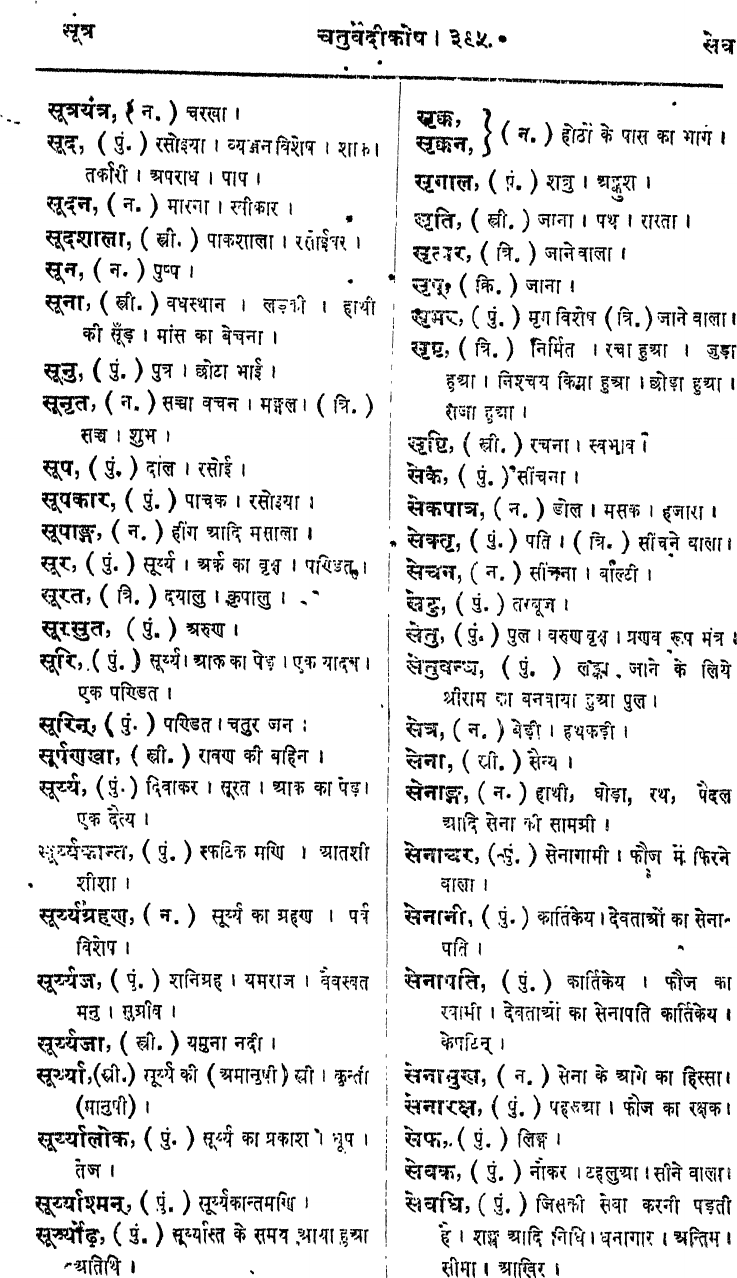 सूत्र
चतुर्वेदीकोष । ३९५
सेव
सूत्रयंत्र, ( न. ) चरखा ।
सूद, ( पुं. ) रसोइया । व्यञ्जनविशेष । शाक।
तर्कारी । अपराध । पाप ।
सूदन, ( न. ) मारना । स्वीकार ।
सूदशाला, ( स्त्री. ) पाकशाला । रसोईघर ।
सून, ( न. ) पुष्प ।
सूना, ( स्त्री. ) वधस्थान । लड़की । हाथी
की सूँड़ । मांस का बेचना ।
सूनु, ( पुं. ) पुत्र । छोटा भाई ।
सूनृत, ( न. ) सच्चा वचन । मङ्गल। ( त्रि. )
सच्च । शुभ ।
सूप, ( पुं. ) दाल । रसोई ।
सूपकार, ( पुं. ) पाचक । रसोइया ।
सूपाङ्ग, ( न. ) हींग आदि मसाला ।
सूर, ( पुं. ) सूर्य्य । अर्क का वृक्ष । पण्डित ।
सूरत, ( त्रि. ) दयालु । कृपालु ।
सूरसुत, ( पुं. ) अरुण ।
सूरि, ( पुं. ) सूर्य्य। आक का पेड़ । एक यादव ।
एक पण्डित ।
सूरिन्, ( पुं. ) पण्डित । चतुर जन ।
सूर्पणखा, ( स्त्री. ) रावण की बहिन ।
सूर्य्य, ( पुं. ) दिवाकर । सूरत । आक का पेड़।
एक दैत्य ।
सूर्य्यकान्त, ( पुं. ) स्फटिक मणि । आतशी
शीशा ।
सूर्य्यग्रहण, ( न. ) सूर्य्य का ग्रहण । पर्व
विशेष ।
सूर्य्यज, ( पुं. ) शनिग्रह । यमराज । वैवस्वत
मनु । सुग्रीव ।
सूर्य्यजा, ( स्त्री. ) यमुना नदी ।
सूर्य्या,(स्त्री.) सूर्य्य की ( अमानुषी ) स्त्री । कुन्ती
(मानुषी) ।
सूर्य्यालोक, ( पुं. ) सूर्य्य का प्रकाश । धूप ।
तेज ।
सूर्य्याश्मन्, ( पुं. ) सूर्य्यकान्तमणि ।
सूर्य्योढ, ( पुं. ) सूर्य्यास्त के समय आया हुआ
अतिथि ।
सृक्क,
सृक्कन, } ( न. ) होठों के पास का भाग ।
सृगाल, ( पुं. ) शत्रु । अङ्कुश ।
सृति, ( स्त्री. ) जाना । पथ । रास्ता ।
सृत्वर, ( त्रि. ) जाने वाला ।
सृप्, ( क्रि. ) जाना ।
सृमर, ( पुं. ) मृग विशेष (त्रि.) जाने वाला।
सृष्ट, ( त्रि. ) निर्मित । रचा हुआ । जुड़ा
हुआ । निश्चय किया हुआ । छोड़ा हुआ ।
सजा हुआ ।
सृष्टि, ( स्त्री. ) रचना । स्वभाव ।
सेक, ( पुं. ) सींचना ।
सेकपात्र, ( न. ) डोल । मसक । हजारा ।
सेक्तृ, ( पुं. ) पति । ( त्रि. ) सींचने वाला।
सेचन, ( न. ) सींचना । बाल्टी ।
सेटु, ( पुं. ) तरबूज ।
सेतु, ( पुं. ) पुल । वरुण वृक्ष । प्रणव रूप मंत्र ।
सेतुबन्ध, ( पुं. ) लङ्का जाने के लिये
श्रीराम का बनवाया हुआ पुल ।
सेत्र, ( न. ) बेड़ी । हथकड़ी ।
सेना, ( स्त्री. ) सैन्य ।
सेनाङ्ग, ( न. ) हाथी, घोड़ा, रथ, पैदल
आदि सेना की सामग्री ।
सेनाचर, ( पुं. ) सेनागामी । फौज में फिरने
वाला ।
सेनानी, ( पुं. ) कार्तिकेय । देवताओं का सेना-
पति ।
सेनापति, ( पुं. ) कार्तिकेय । फौज का
स्वामी । देवताओं का सेनापति कार्तिकेय ।
केपटिन् ।
सेनामुख, ( न. ) सेना के आगे का हिस्सा।
सेनारक्ष, ( पुं. ) पहरुआ । फौज का रक्षक।
सेफ, ( पुं. ) लिङ्ग ।
सेवक, ( पुं. ) नौकर । टहलुआ । सीने वाला।
सेवधि, ( पुं. ) जिसकी सेवा करनी पड़ती
है । शङ्ख आदि निधि । धनागार । अन्तिम ।
सीमा । आखिर ।